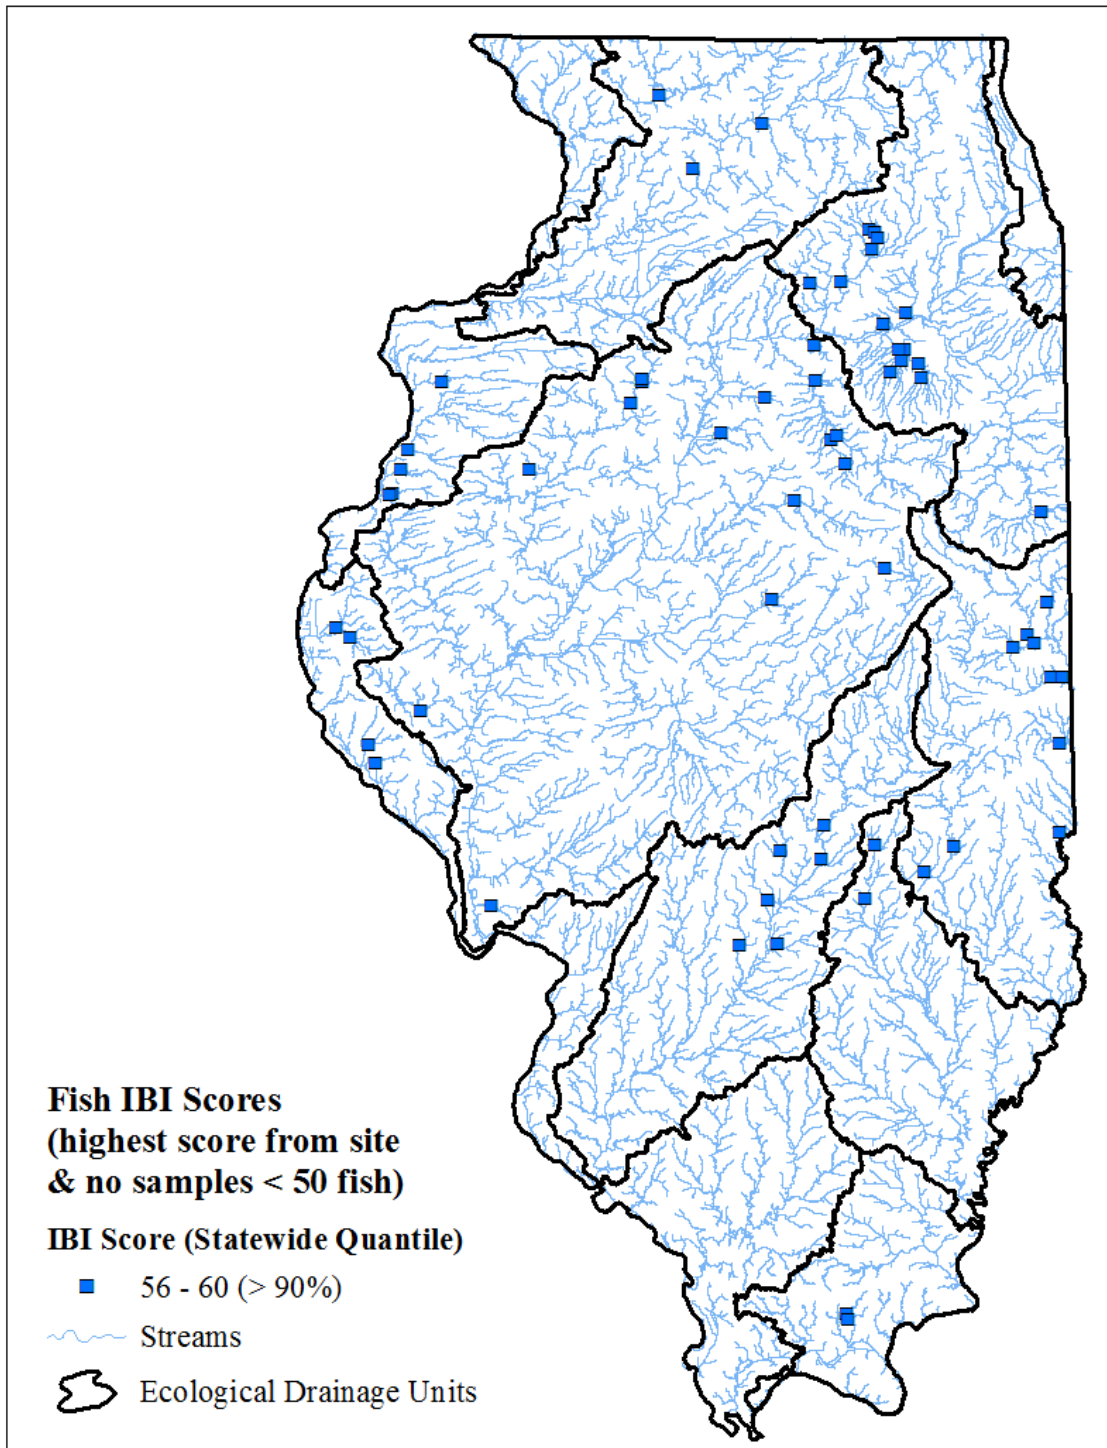 Fish IBI Scores
(highest score from site
& no samples < 50 fish)
IBI Score (Statewide Quantile)
56 - 60 (> 90%)
Streams
Ecological Drainage Units